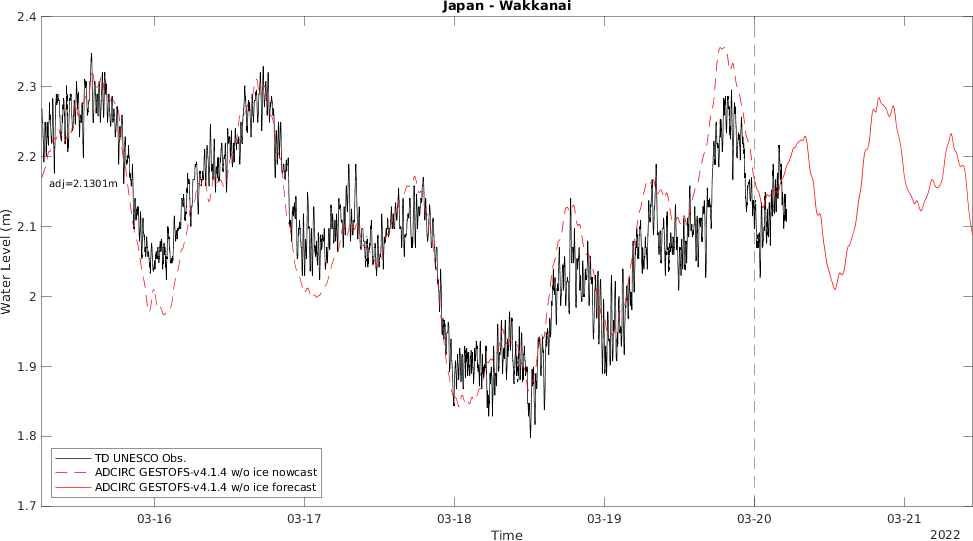 Japan - Wakkanai
2.4
2.3
2.2
2.1
2
1.9
1.8
1.7
Water Level (m)
adj=2.1301m
TD UNESCO Obs.
ADCIRC GESTOFS-v4.1.4 w/o ice nowcast
ADCIRC GESTOFS-v4.1.4 w/o ice forecast
03-16 03-17 03-18 03-19 03-20 03-21
Time
2022